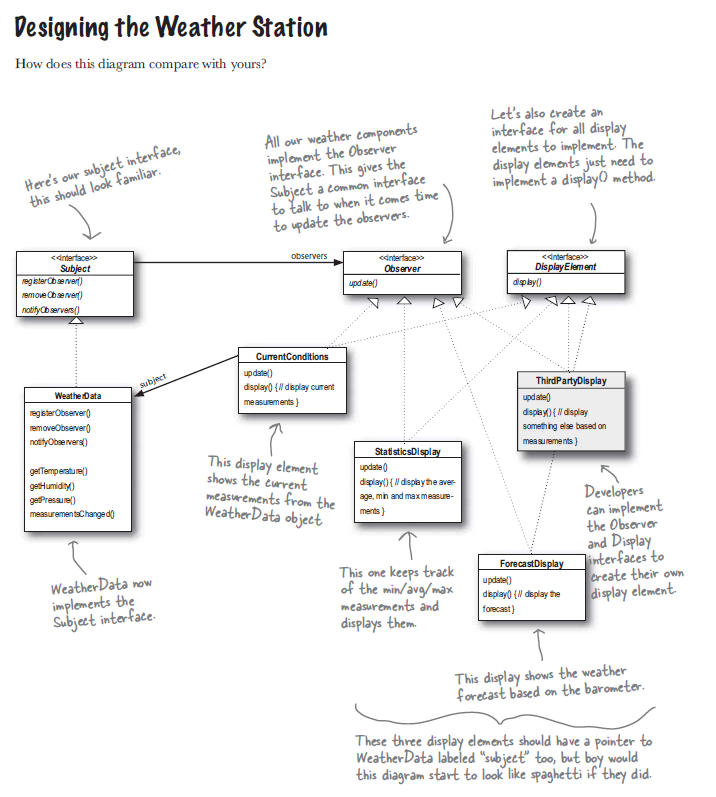 Designing the Weather Station
How does this diagram compare with yours?
Here's our subject interface,
this should look familiar.
All our weather components
implement the Observer
interface. This gives the
Subject a common interface
to talk to when it comes time
to update the observers.
Let's also create an
interface for all display
elements to implement. The
display elements just need to
implement a display() method.
<<interface>>
Subject
registerObserver()
removeObserver()
notifyObservers()
observers
<<interface>>
Observer
update()
<<interface>>
DisplayElement
display()
subject
WeatherData
registerObserver()
removeObserver()
notifyObservers()
getTemperature()
getHumidity()
getPressure()
measurementsChanged()
CurrentConditions
update()
display() { // display current
measurements }
ThirdPartyDisplay
update()
display() { // display
something else based on
measurements }
StatisticsDisplay
update()
display() { // display the aver-
age, min and max measure-
ments }
This display element
shows the current
measurements from the
WeatherData object
Developers
can implement
the Observer
and Display
interfaces to
create their own
display element.
ForecastDisplay
update()
display() { // display the
forecast }
WeatherData now
implements the
Subject interface.
This one keeps track
of the min/avg/max
measurements and
displays them.
This display shows the weather
forecast based on the barometer.
These three display elements should have a pointer to
WeatherData labeled "subject" too, but boy would
this diagram start to look like spaghetti if they did.